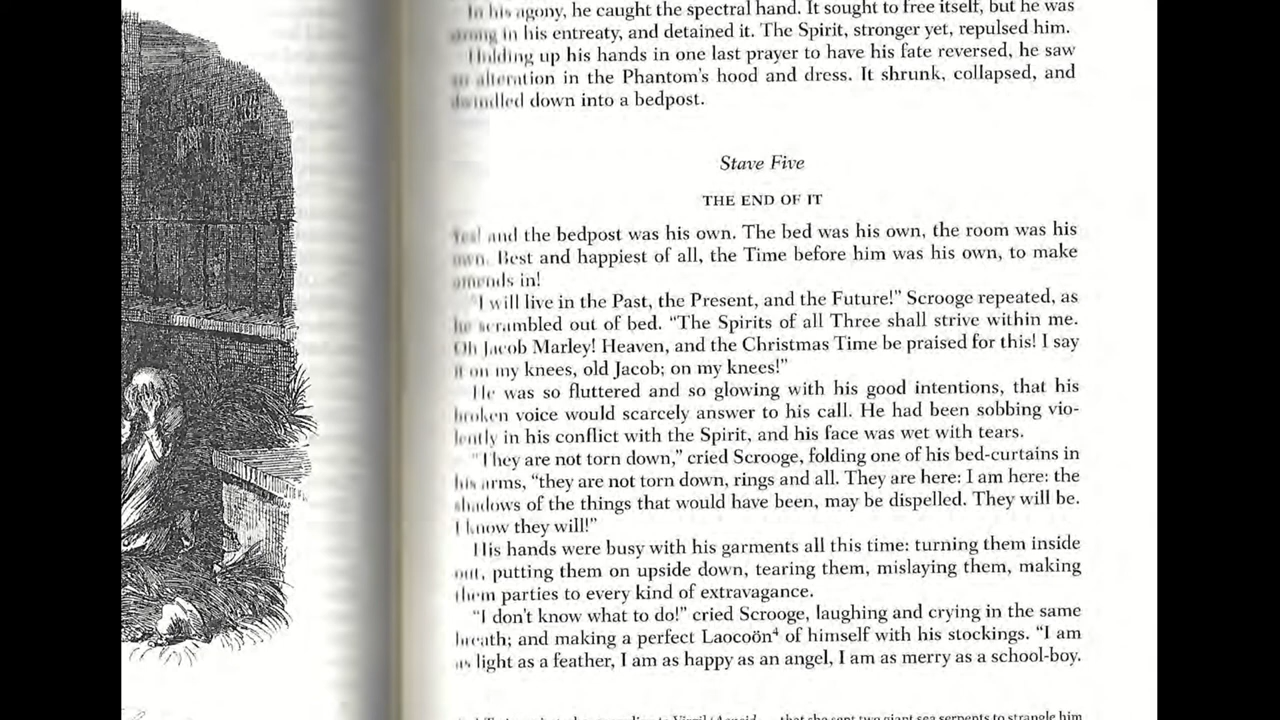 In his agony, he caught the spectral hand. It sought to free itself, but he was
strong in his entreaty, and detained it. The Spirit, stronger yet, repulsed him.
Holding up his hands in one last prayer to have his fate reversed, he saw
an alteration in the Phantom's hood and dress. It shrunk, collapsed, and
dwindled down into a bedpost.
Stave Five
THE END OF IT
Yes! and the bedpost was his own. The bed was his own, the room was his
own. Best and happiest of all, the Time before him was his own, to make
amends in!
"I will live in the Past, the Present, and the Future!" Scrooge repeated, as
he scrambled out of bed. "The Spirits of all Three shall strive within me.
Oh Jacob Marley! Heaven, and the Christmas Time be praised for this! I say
it on my knees, old Jacob; on my knees!"
He was so fluttered and so glowing with his good intentions, that his
broken voice would scarcely answer to his call. He had been sobbing vio-
lently in his conflict with the Spirit, and his face was wet with tears.
"They are not torn down," cried Scrooge, folding one of his bed-curtains in
his arms, "they are not torn down, rings and all. They are here: I am here: the
shadows of the things that would have been, may be dispelled. They will be.
I know they will!"
His hands were busy with his garments all this time: turning them inside
out, putting them on upside down, tearing them, mislaying them, making
them parties to every kind of extravagance.
"I don't know what to do!" cried Scrooge, laughing and crying in the same
breath; and making a perfect Laocoön⁴ of himself with his stockings. "I am
as light as a feather, I am as happy as an angel, I am as merry as a school-boy.
that she sent two giant sea serpents to strangle him